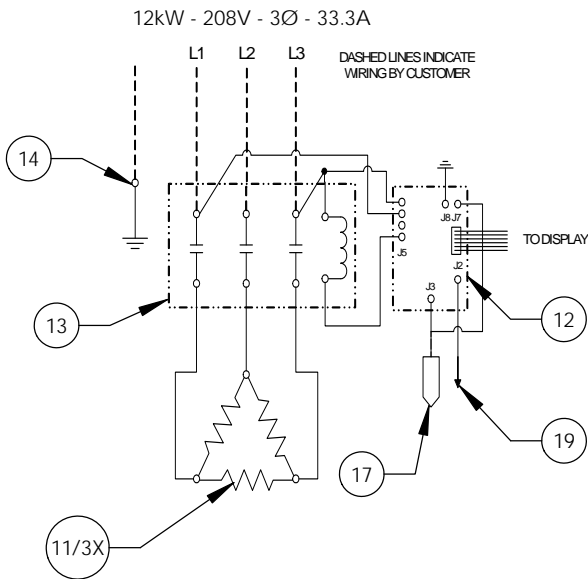 12kW - 208V - 3Ø - 33.3A
L1 L2 L3
DASHED LINES INDICATE
WIRING BY CUSTOMER
14
J8 J7
TO DISPLAY
J5
J2
J3
13
12
17
19
11/3X